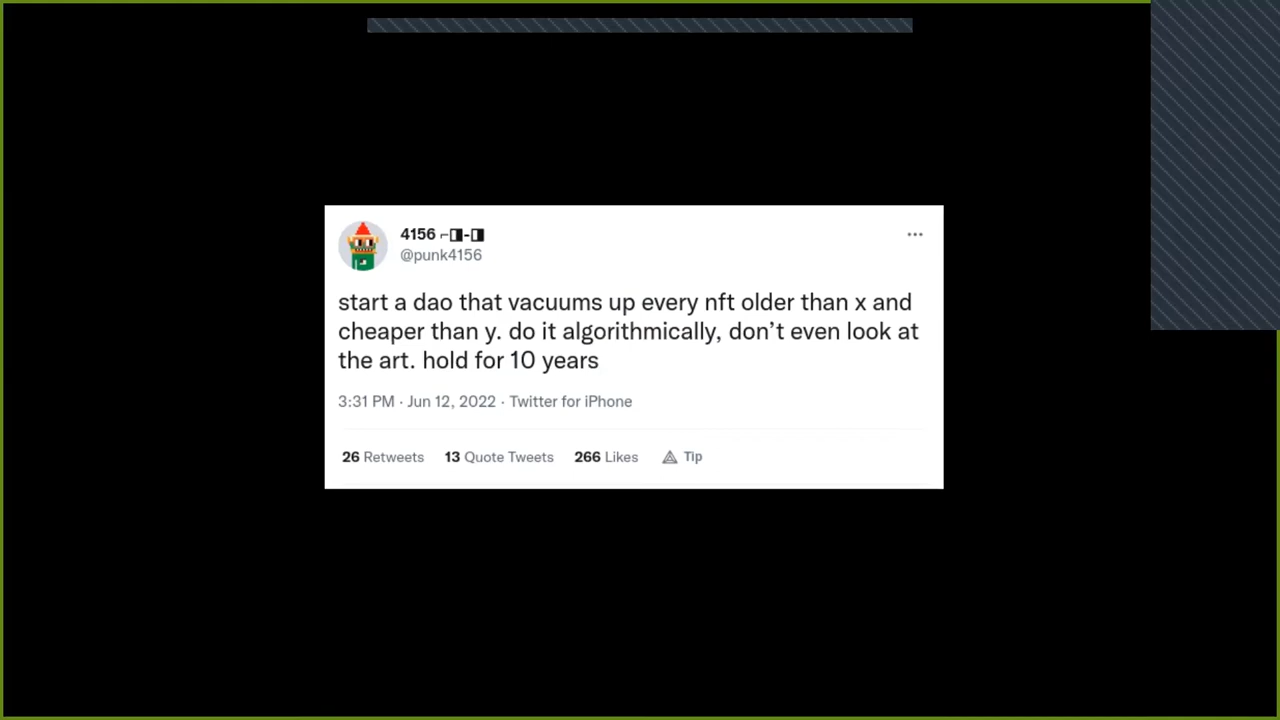 4156 ⌐◨-◨
@punk4156
start a dao that vacuums up every nft older than x and
cheaper than y. do it algorithmically, don’t even look at
the art. hold for 10 years
3:31 PM · Jun 12, 2022 · Twitter for iPhone
26 Retweets 13 Quote Tweets 266 Likes Tip